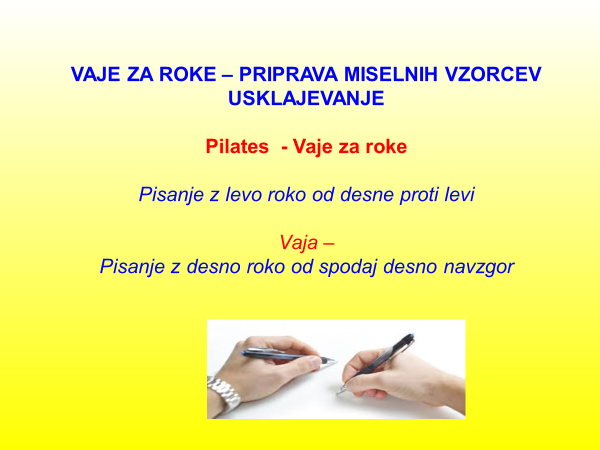 VAJE ZA ROKE – PRIPRAVA MISELNIH VZORCEV
USKLAJEVANJE
Pilates - Vaje za roke
Pisanje z levo roko od desne proti levi
Vaja –
Pisanje z desno roko od spodaj desno navzgor